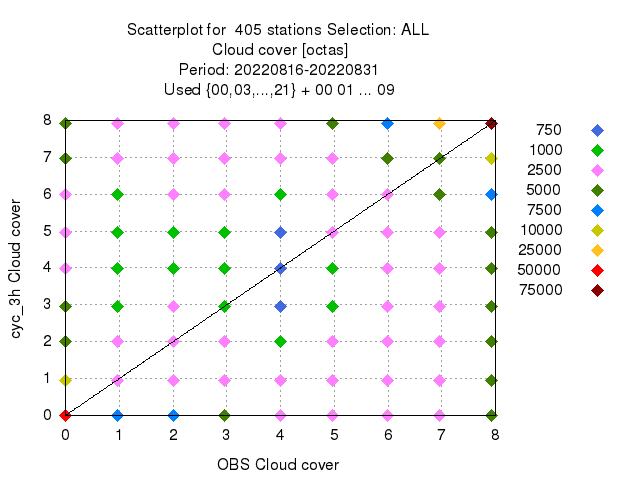 Scatterplot for 405 stations Selection: ALL
Cloud cover [octas]
Period: 20220816-20220831
Used {00,03,...,21} + 00 01 ... 09
8
7
6
5
4
3
2
1
0
cyc_3h Cloud cover
0 1 2 3 4 5 6 7 8
OBS Cloud cover
750
1000
2500
5000
7500
10000
25000
50000
75000